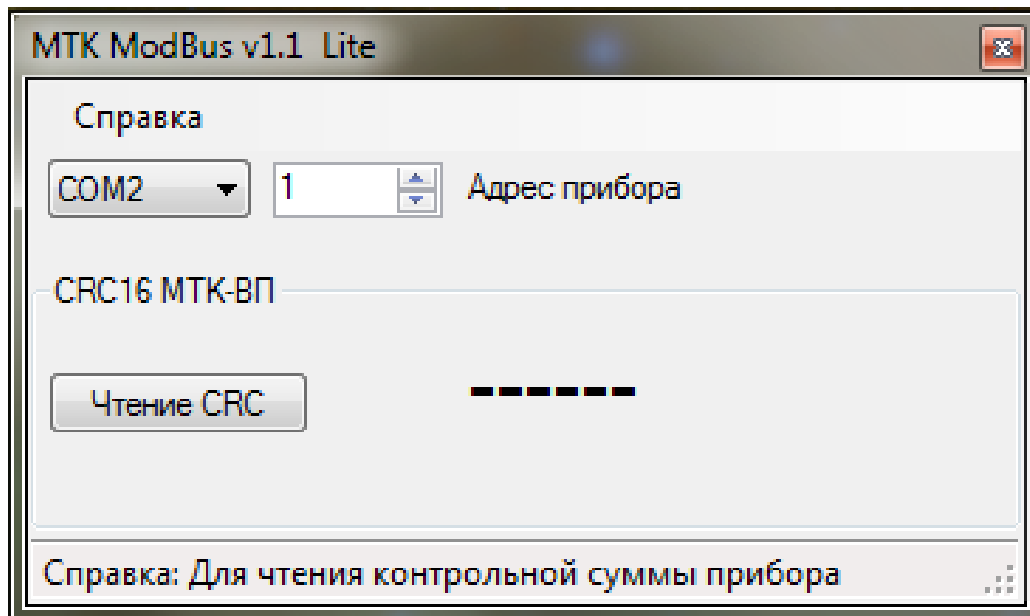 МТК ModBus v1.1 Lite
Справка
COM2 1 Адрес прибора
CRC16 МТК-ВП
Чтение CRC ------
Справка: Для чтения контрольной суммы прибора